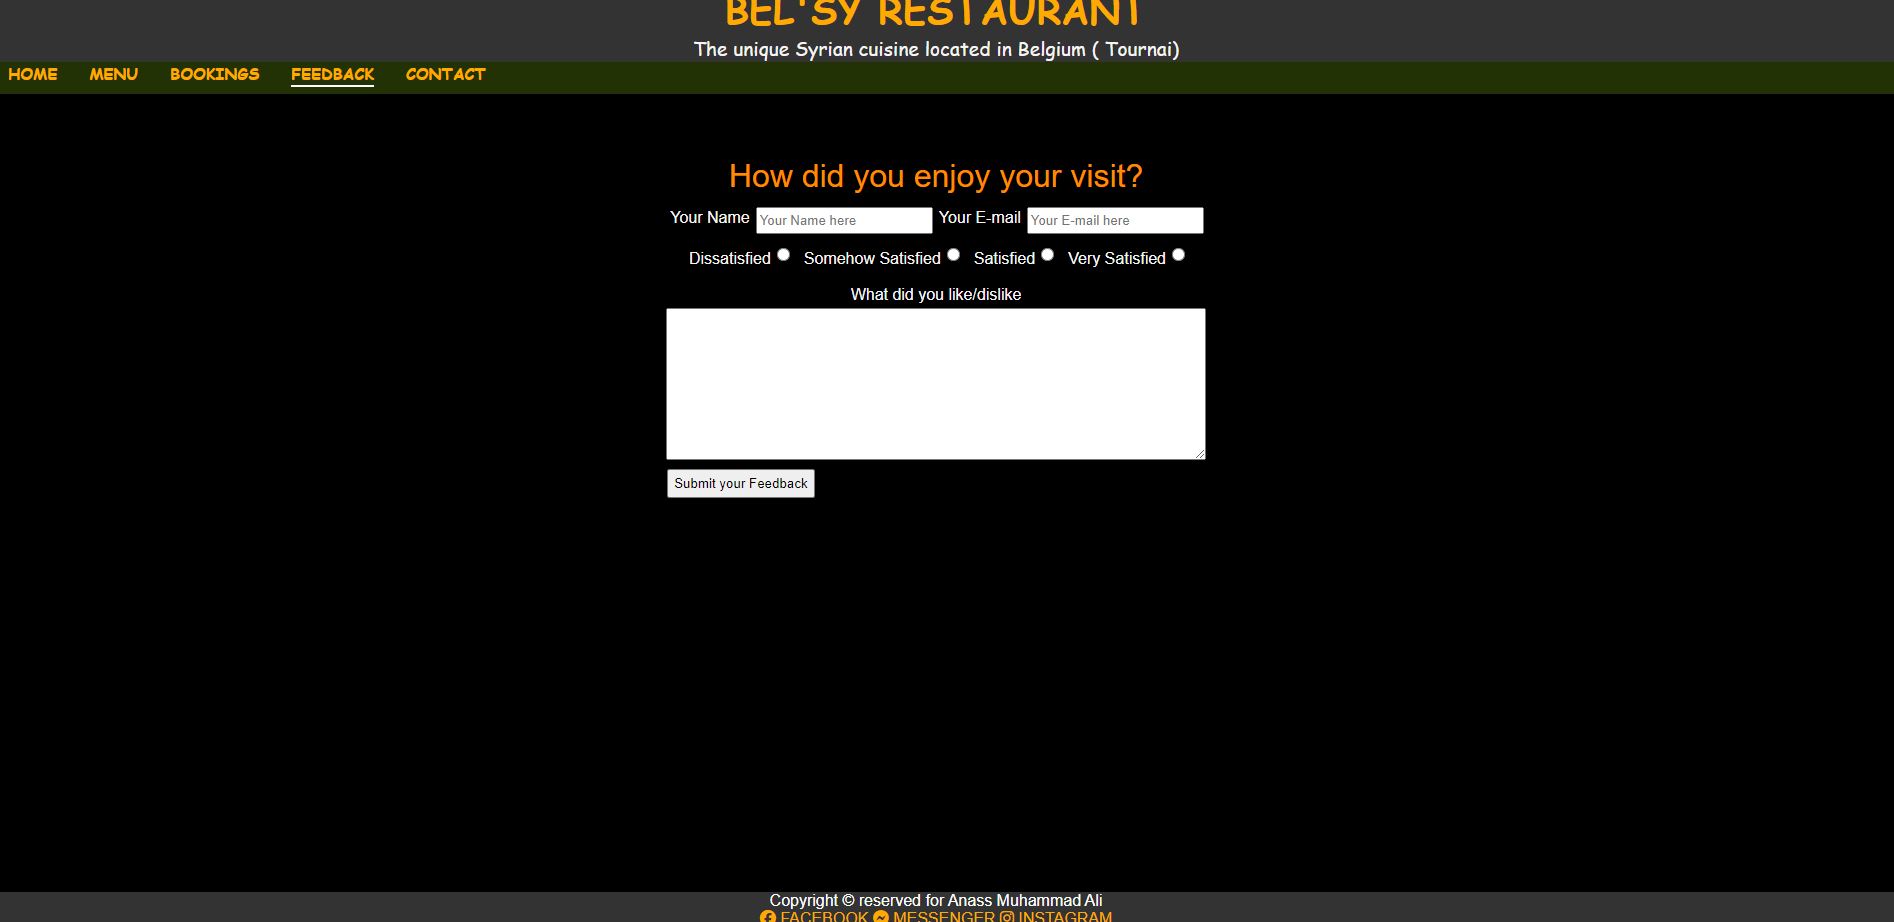 BEL'SY RESTAURANT
The unique Syrian cuisine located in Belgium ( Tournai)
HOME MENU BOOKINGS FEEDBACK CONTACT
How did you enjoy your visit?
Your Name Your Name here Your E-mail Your E-mail here
Dissatisfied Somehow Satisfied Satisfied Very Satisfied
What did you like/dislike
Submit your Feedback
Copyright © reserved for Anass Muhammad Ali
FACEBOOK MESSENGER INSTAGRAM